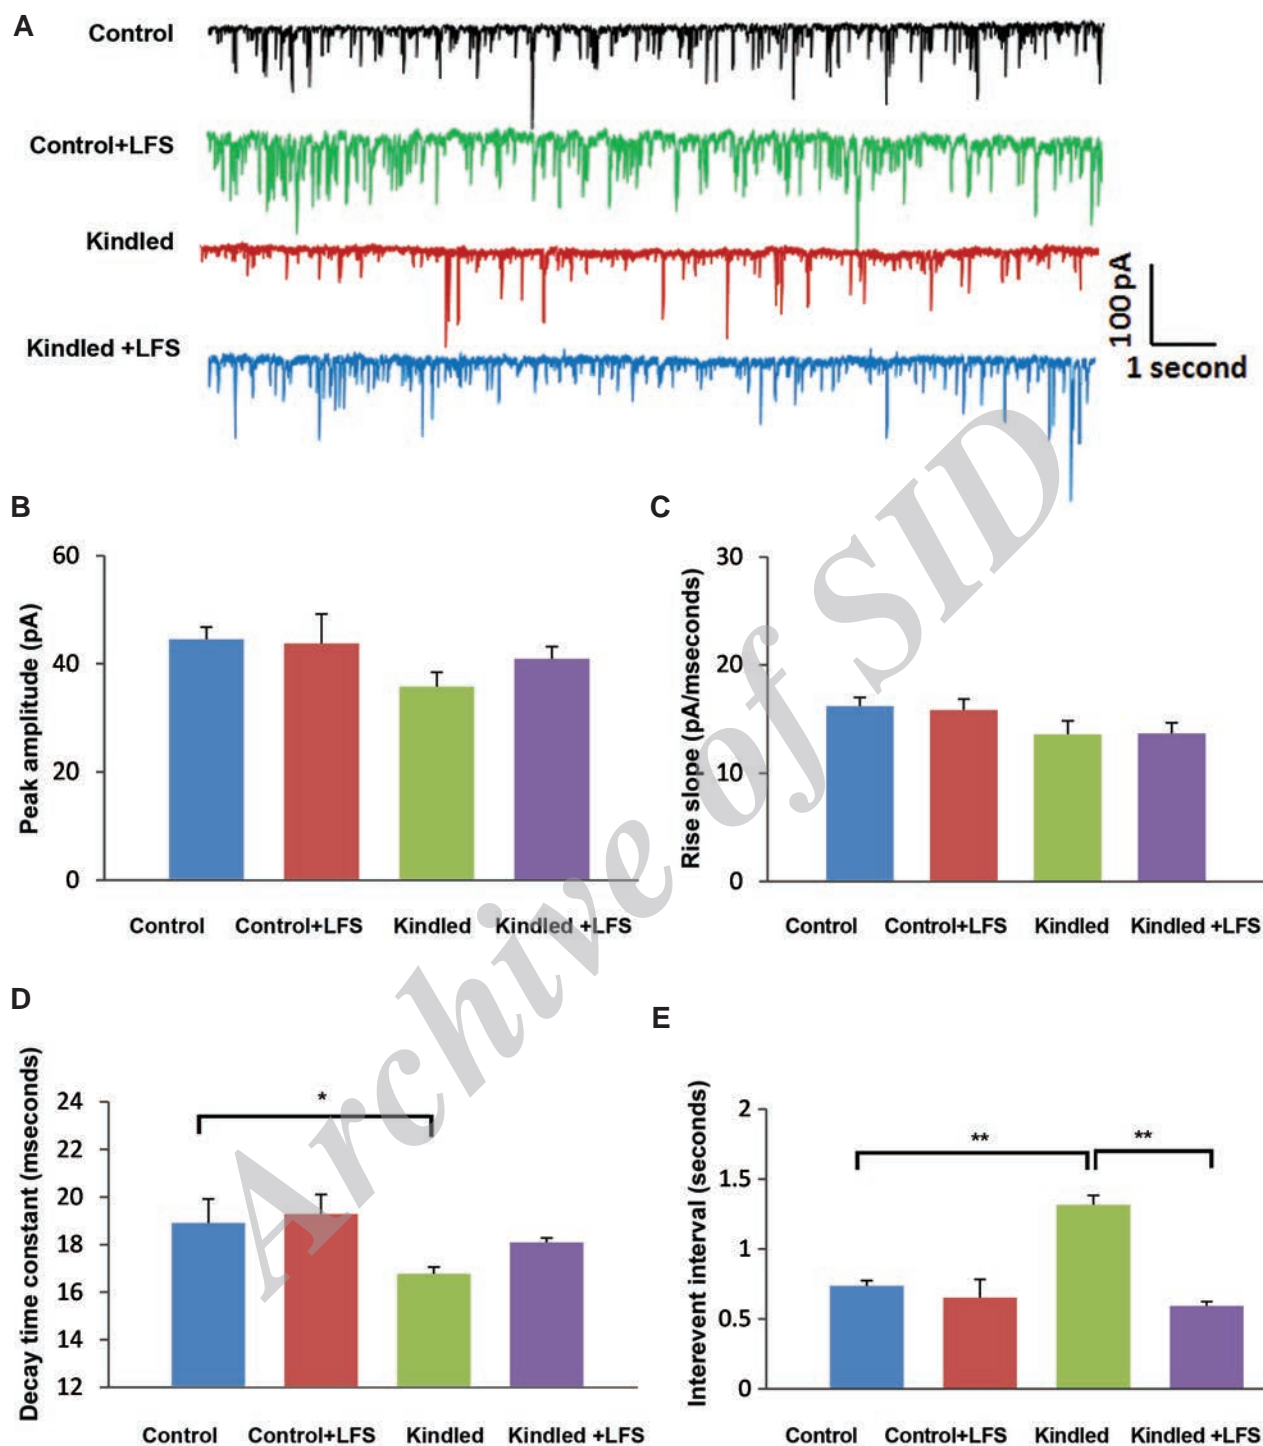 A
Control
Control+LFS
Kindled
Kindled +LFS
100 pA
1 second
B
Peak amplitude (pA)
60
40
20
0
Control Control+LFS Kindled Kindled +LFS
C
Rise slope (pA/mseconds)
30
20
10
0
Control Control+LFS Kindled Kindled +LFS
D
Decay time constant (mseconds)
24
22
20
18
16
14
12
*
Control Control+LFS Kindled Kindled +LFS
E
Interevent interval (seconds)
2
1.5
1
0.5
0
** **
Control Control+LFS Kindled Kindled +LFS
Archive of SID